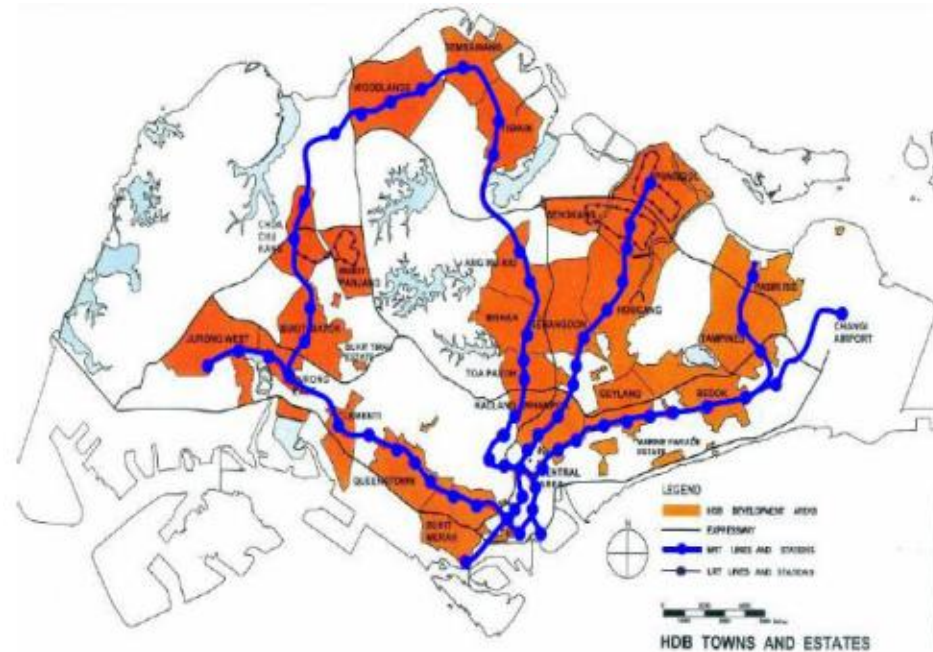 SEMBAWANG
WOODLANDS
YISHUN
PUNGGOL
SENGKANG
CHOA
CHU
KANG
BUKIT
PANJANG
ANG MO KIO
PASIR RIS
BISHAN
SERANGOON
HOUGANG
CHANGI
AIRPORT
JURONG WEST
BUKIT BATOK
BUKIT TIMAH
ESTATE
TAMPINES
JURONG
EAST
TOA PAYOH
GEYLANG
BEDOK
KALLANG
CLEMENTI
MARINE PARADE
ESTATE
CENTRAL
AREA
QUEENSTOWN
BUKIT
MERAH
N
LEGEND
HDB DEVELOPMENT AREAS
EXPRESSWAY
MRT LINES AND STATIONS
LRT LINES AND STATIONS
HDB TOWNS AND ESTATES